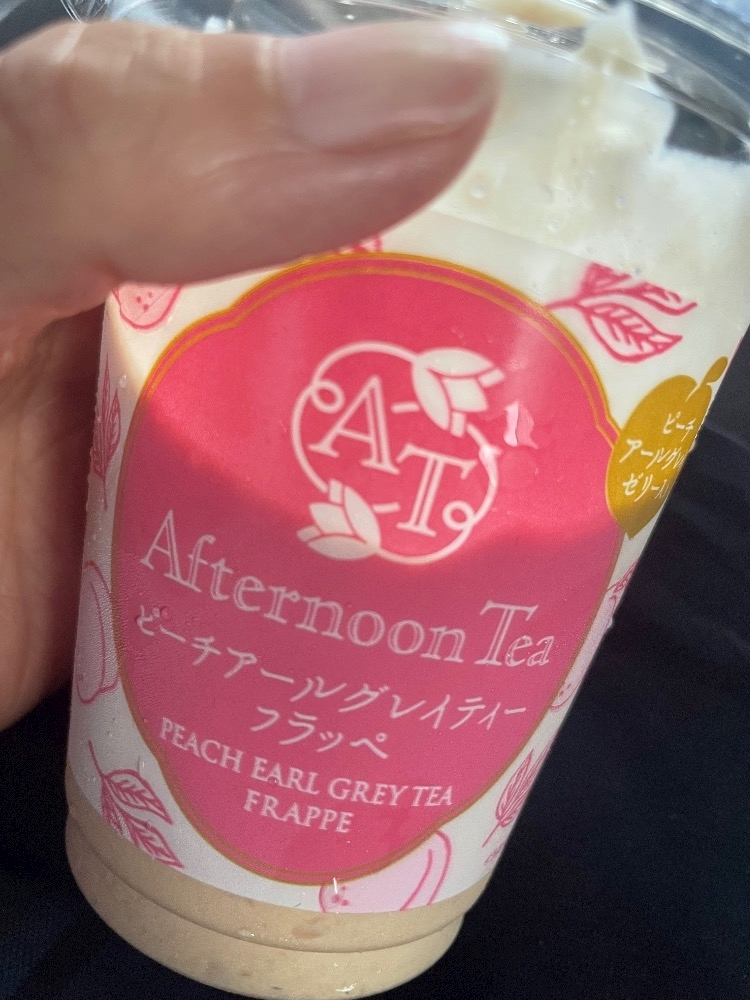 AT
Afternoon Tea
ピーチアールグレイティー
フラッペ
PEACH EARL GREY TEA
FRAPPE
ピーチ
アールグレ
ゼリー